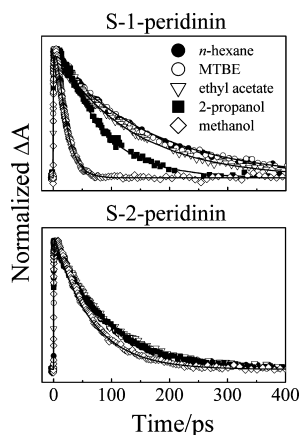 S-1-peridinin
n-hexane
MTBE
ethyl acetate
2-propanol
methanol
Normalized ΔA
S-2-peridinin
0 100 200 300 400
Time/ps